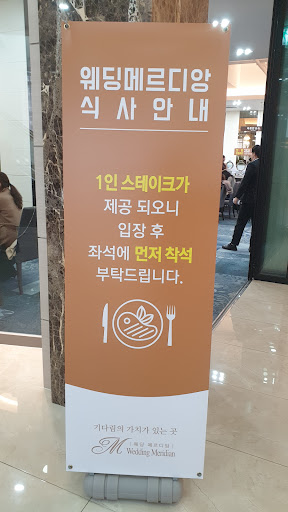 웨딩메르디앙
식사안내
1인 스테이크가
제공 되오니
입장 후
좌석에 먼저 착석
부탁드립니다.
기다림의 가치가 있는 곳
M [웨딩 메르디앙]
Wedding Meridian